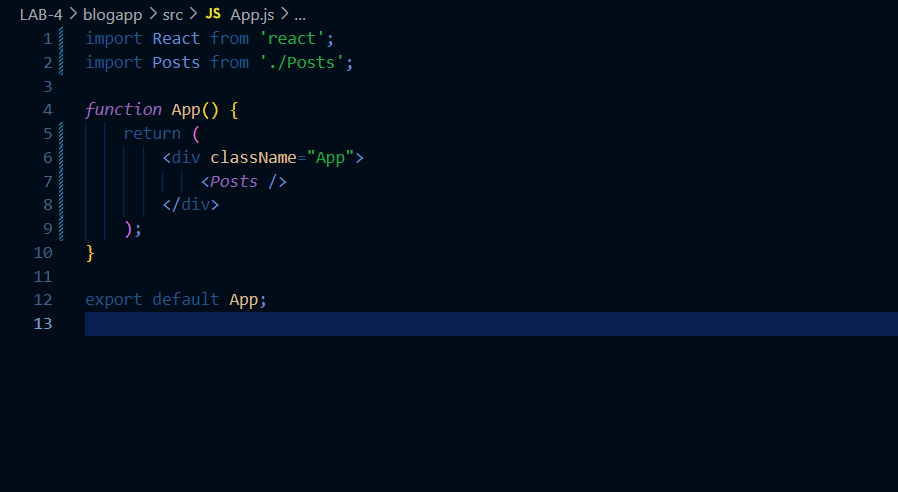 LAB-4 > blogapp > src > JS App.js > ...
1 import React from 'react';
2 import Posts from './Posts';
3
4 function App() {
5     return (
6         <div className="App">
7             <Posts />
8         </div>
9     );
10 }
11
12 export default App;
13